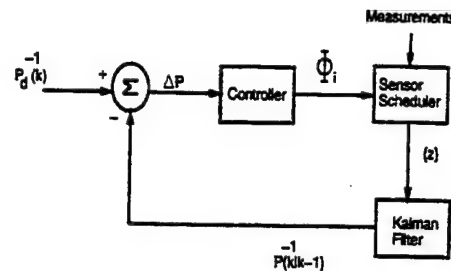 Measurements
-1
P_d(k)
+
Σ
-
ΔP
Controller
Φ_i
Sensor
Scheduler
{z}
Kalman
Filter
-1
P(k|k-1)